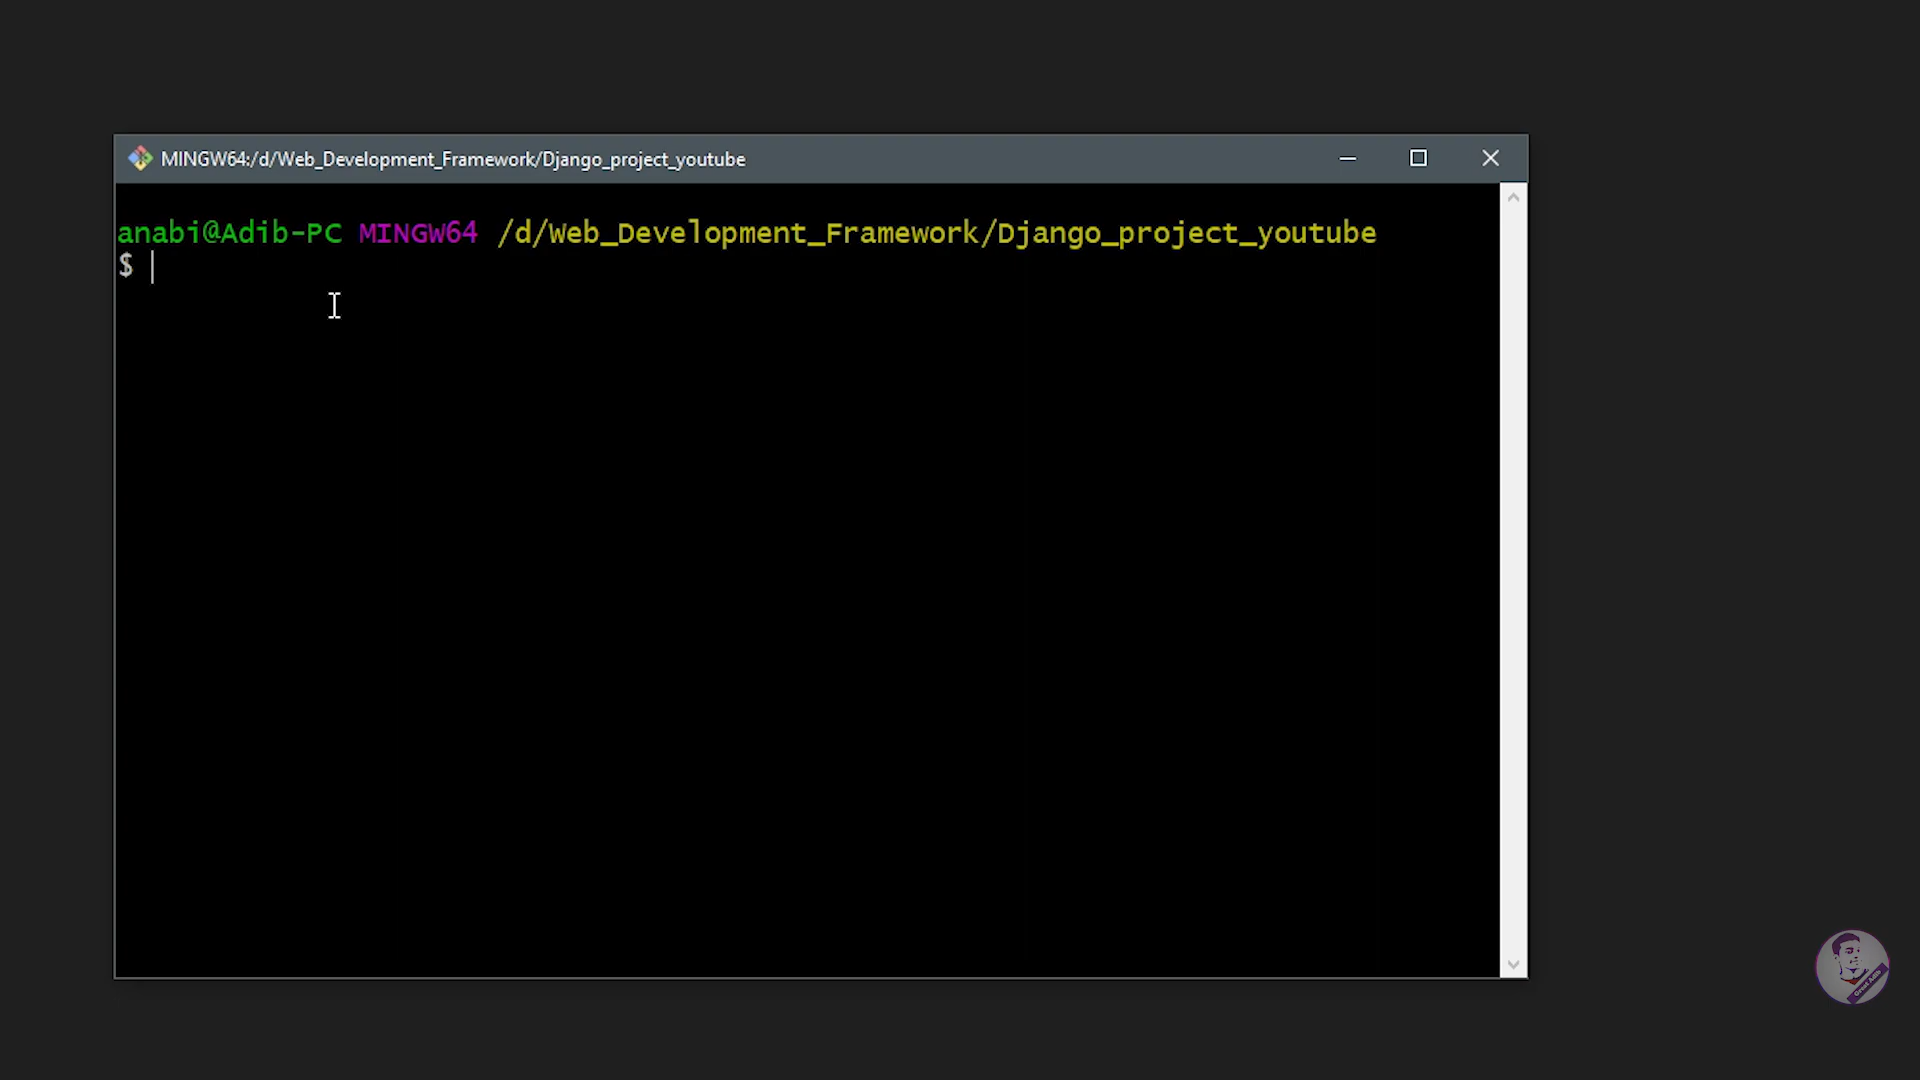 MINGW64:/d/Web_Development_Framework/Django_project_youtube
anabi@Adib-PC MINGW64 /d/Web_Development_Framework/Django_project_youtube
$